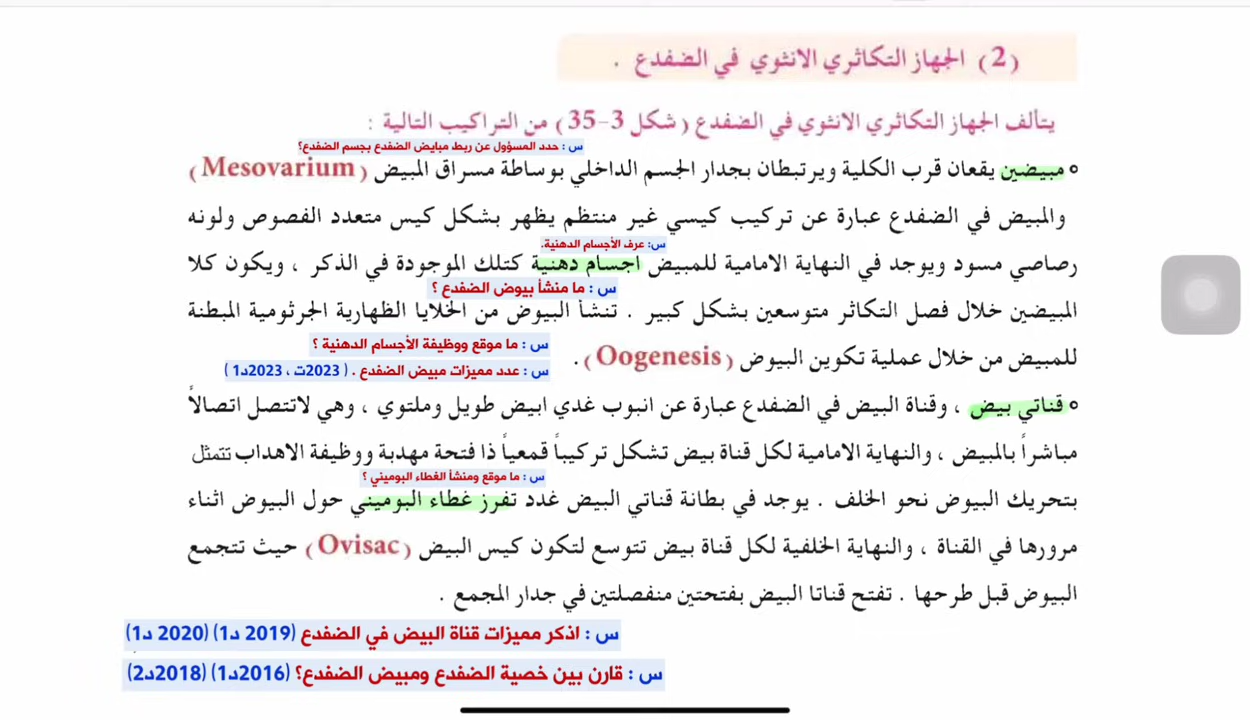 (2) الجهاز التكاثري الانثوي في الضفدع .
يتألف الجهاز التكاثري الانثوي في الضفدع (شكل 3-35) من التراكيب التالية :
س : حدد المسؤول عن ربط مبايض الضفدع بجسم الضفدع؟
مبيضين يقعان قرب الكلية ويرتبطان بجدار الجسم الداخلي بوساطة مسراق المبيض (Mesovarium)
والمبيض في الضفدع عبارة عن تركيب كيسي غير منتظم يظهر بشكل كيس متعدد الفصوص ولونه
س: عرف الأجسام الدهنية.
رصاصي مسود ويوجد في النهاية الامامية للمبيض اجسام دهنية كتلك الموجودة في الذكر ، ويكون كلا
س : ما منشأ بيوض الضفدع ؟
المبيضين خلال فصل التكاثر متوسعين بشكل كبير . تنشأ البيوض من الخلايا الظهارية الجرثومية المبطنة
س : ما موقع ووظيفة الأجسام الدهنية ؟
للمبيض من خلال عملية تكوين البيوض (Oogenesis) .
س : عدد مميزات مبيض الضفدع . (2023ت ، 2023د1)
قناتي بيض ، وقناة البيض في الضفدع عبارة عن انبوب غدي ابيض طويل وملتوي ، وهي لاتتصل اتصالاً
مباشراً بالمبيض ، والنهاية الامامية لكل قناة بيض تشكل تركيباً قمعياً ذا فتحة مهدبة ووظيفة الاهداب تتمثل
س : ما موقع ومنشأ الغطاء البوميني ؟
بتحريك البيوض نحو الخلف . يوجد في بطانة قناتي البيض غدد تفرز غطاء البوميني حول البيوض اثناء
مرورها في القناة ، والنهاية الخلفية لكل قناة بيض تتوسع لتكون كيس البيض (Ovisac) حيث تتجمع
البيوض قبل طرحها . تفتح قناتا البيض بفتحتين منفصلتين في جدار المجمع .
س : اذكر مميزات قناة البيض في الضفدع (2019 د1) (2020 د1)
س : قارن بين خصية الضفدع ومبيض الضفدع؟ (2016د1) (2018د2)